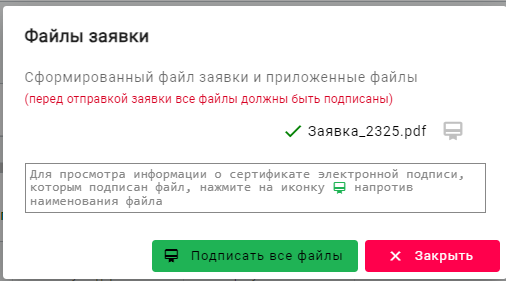 Файлы заявки
Сформированный файл заявки и приложенные файлы
(перед отправкой заявки все файлы должны быть подписаны)
Заявка_2325.pdf
Для просмотра информации о сертификате электронной подписи,
которым подписан файл, нажмите на иконку напротив
наименования файла
Подписать все файлы
Закрыть